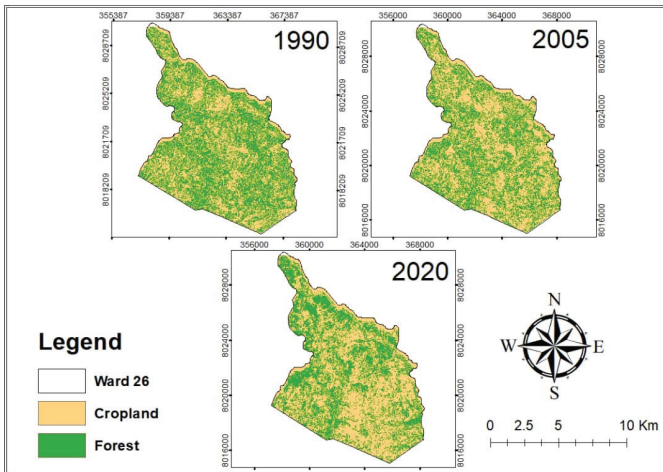 355387 359387 363387 367387
1990
8028709 8028709
8025209 8025209
8021709 8021709
8018209 8018209
356000 360000 364000 368000
2005
8028000 8028000
8024000 8024000
8020000 8020000
8016000 8016000
356000 360000 364000 368000
2020
8028000 8028000
8024000 8024000
8020000 8020000
8016000 8016000
Legend
Ward 26
Cropland
Forest
N
W E
S
0 2.5 5 10 Km